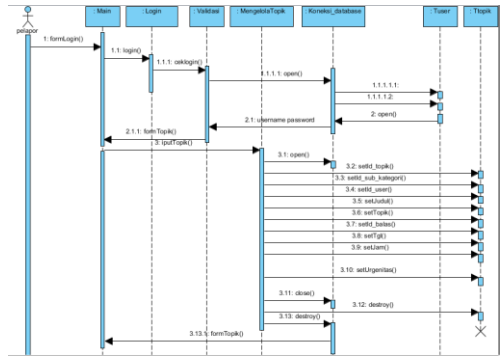 : Main
: Login
Validasi
: MengelolaTopik
: Koneksi_database
: Tuser
: Ttopik
pelapor
1: formLogin()
1.1: login()
1.1.1: ceklogin()
1.1.1.1: open()
1.1.1.1.1:
1.1.1.1.2:
2: open()
2.1: username password
2.1.1: formTopik()
3: iputTopik()
3.1: open()
3.2: setId_topik()
3.3: setId_sub_kategori()
3.4: setId_user()
3.5: setJudul()
3.6: setTopik()
3.7: setId_batas()
3.8: setTgl()
3.9: setJam()
3.10: setUrgenitas()
3.11: close()
3.12: destroy()
3.13: destroy()
3.13.1: formTopik()